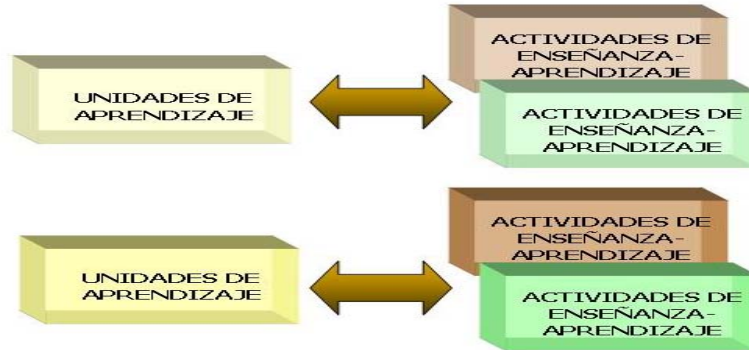 UNIDADES DE
APRENDIZAJE
ACTIVIDADES DE
ENSEÑANZA-
APRENDIZAJE
ACTIVIDADES DE
ENSEÑANZA-
APRENDIZAJE
UNIDADES DE
APRENDIZAJE
ACTIVIDADES DE
ENSEÑANZA-
APRENDIZAJE
ACTIVIDADES DE
ENSEÑANZA-
APRENDIZAJE